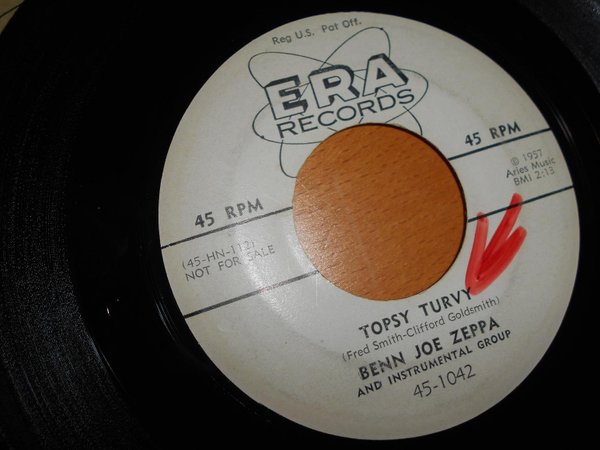 Reg U.S. Pat Off.
ERA
RECORDS
45 RPM
© 1957
Aries Music
BMI 2:13
45 RPM
(45-HN-112)
NOT FOR SALE
TOPSY TURVY
(Fred Smith-Clifford Goldsmith)
BENN JOE ZEPPA
AND INSTRUMENTAL GROUP
45-1042